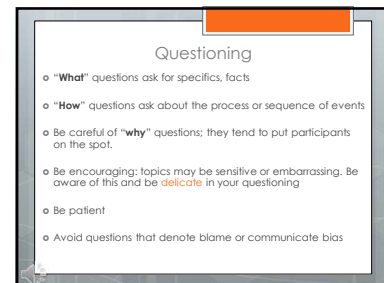 Questioning
“What” questions ask for specifics, facts
“How” questions ask about the process or sequence of events
Be careful of “why” questions; they tend to put participants
on the spot.
Be encouraging: topics may be sensitive or embarrassing. Be
aware of this and be delicate in your questioning
Be patient
Avoid questions that denote blame or communicate bias